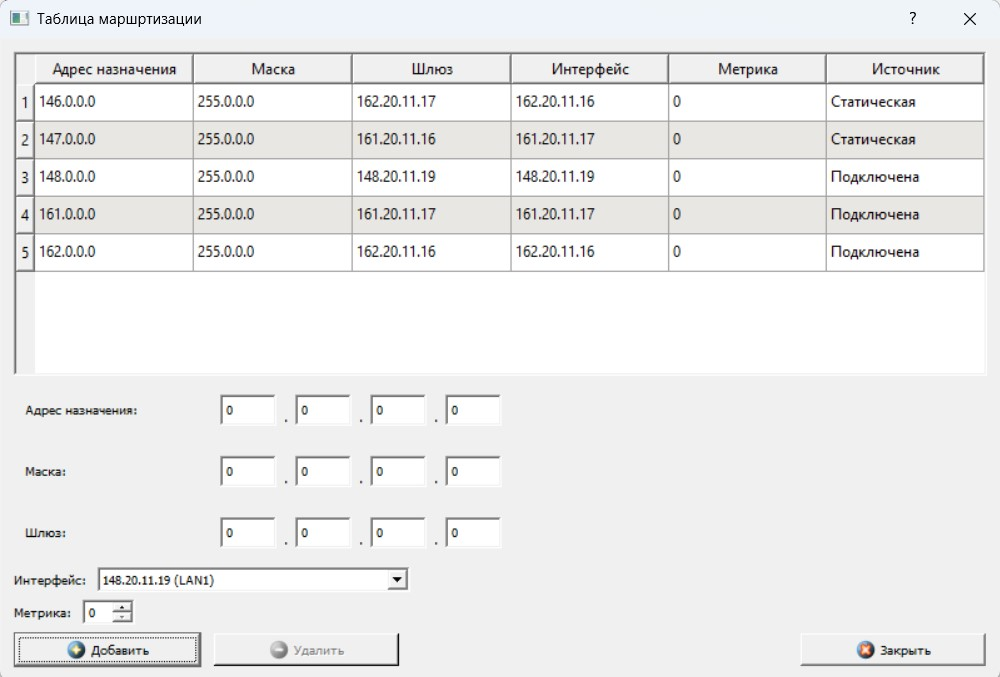 Таблица маршртизации ?
Адрес назначения Маска Шлюз Интерфейс Метрика Источник
1 146.0.0.0 255.0.0.0 162.20.11.17 162.20.11.16 0 Статическая
2 147.0.0.0 255.0.0.0 161.20.11.16 161.20.11.17 0 Статическая
3 148.0.0.0 255.0.0.0 148.20.11.19 148.20.11.19 0 Подключена
4 161.0.0.0 255.0.0.0 161.20.11.17 161.20.11.17 0 Подключена
5 162.0.0.0 255.0.0.0 162.20.11.16 162.20.11.16 0 Подключена
Адрес назначения: 0 . 0 . 0 . 0
Маска: 0 . 0 . 0 . 0
Шлюз: 0 . 0 . 0 . 0
Интерфейс: 148.20.11.19 (LAN1)
Метрика: 0
Добавить Удалить Закрыть